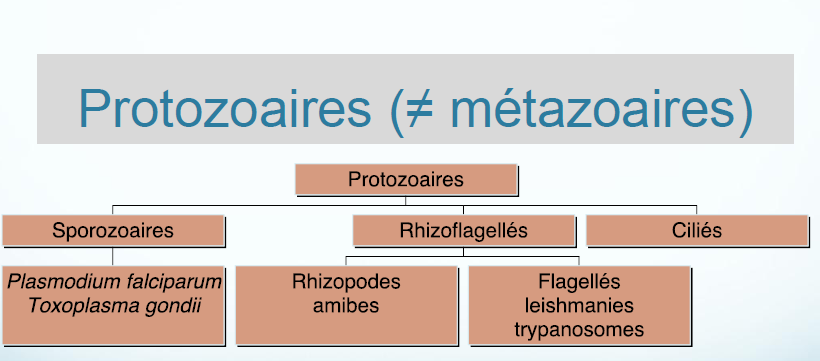 Protozoaires (≠ métazoaires)
Protozoaires
Sporozoaires
Rhizoflagellés
Ciliés
Plasmodium falciparum
Toxoplasma gondii
Rhizopodes
amibes
Flagellés
leishmanies
trypanosomes